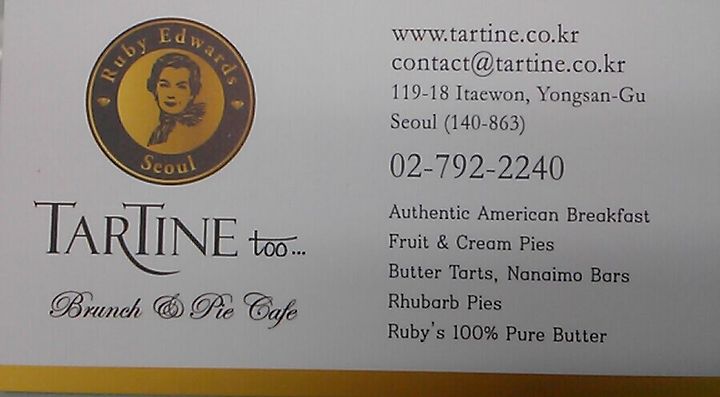 Ruby Edwards
Seoul
TARTINE too...
Brunch & Pie Cafe
www.tartine.co.kr
contact@tartine.co.kr
119-18 Itaewon, Yongsan-Gu
Seoul (140-863)
02-792-2240
Authentic American Breakfast
Fruit & Cream Pies
Butter Tarts, Nanaimo Bars
Rhubarb Pies
Ruby's 100% Pure Butter